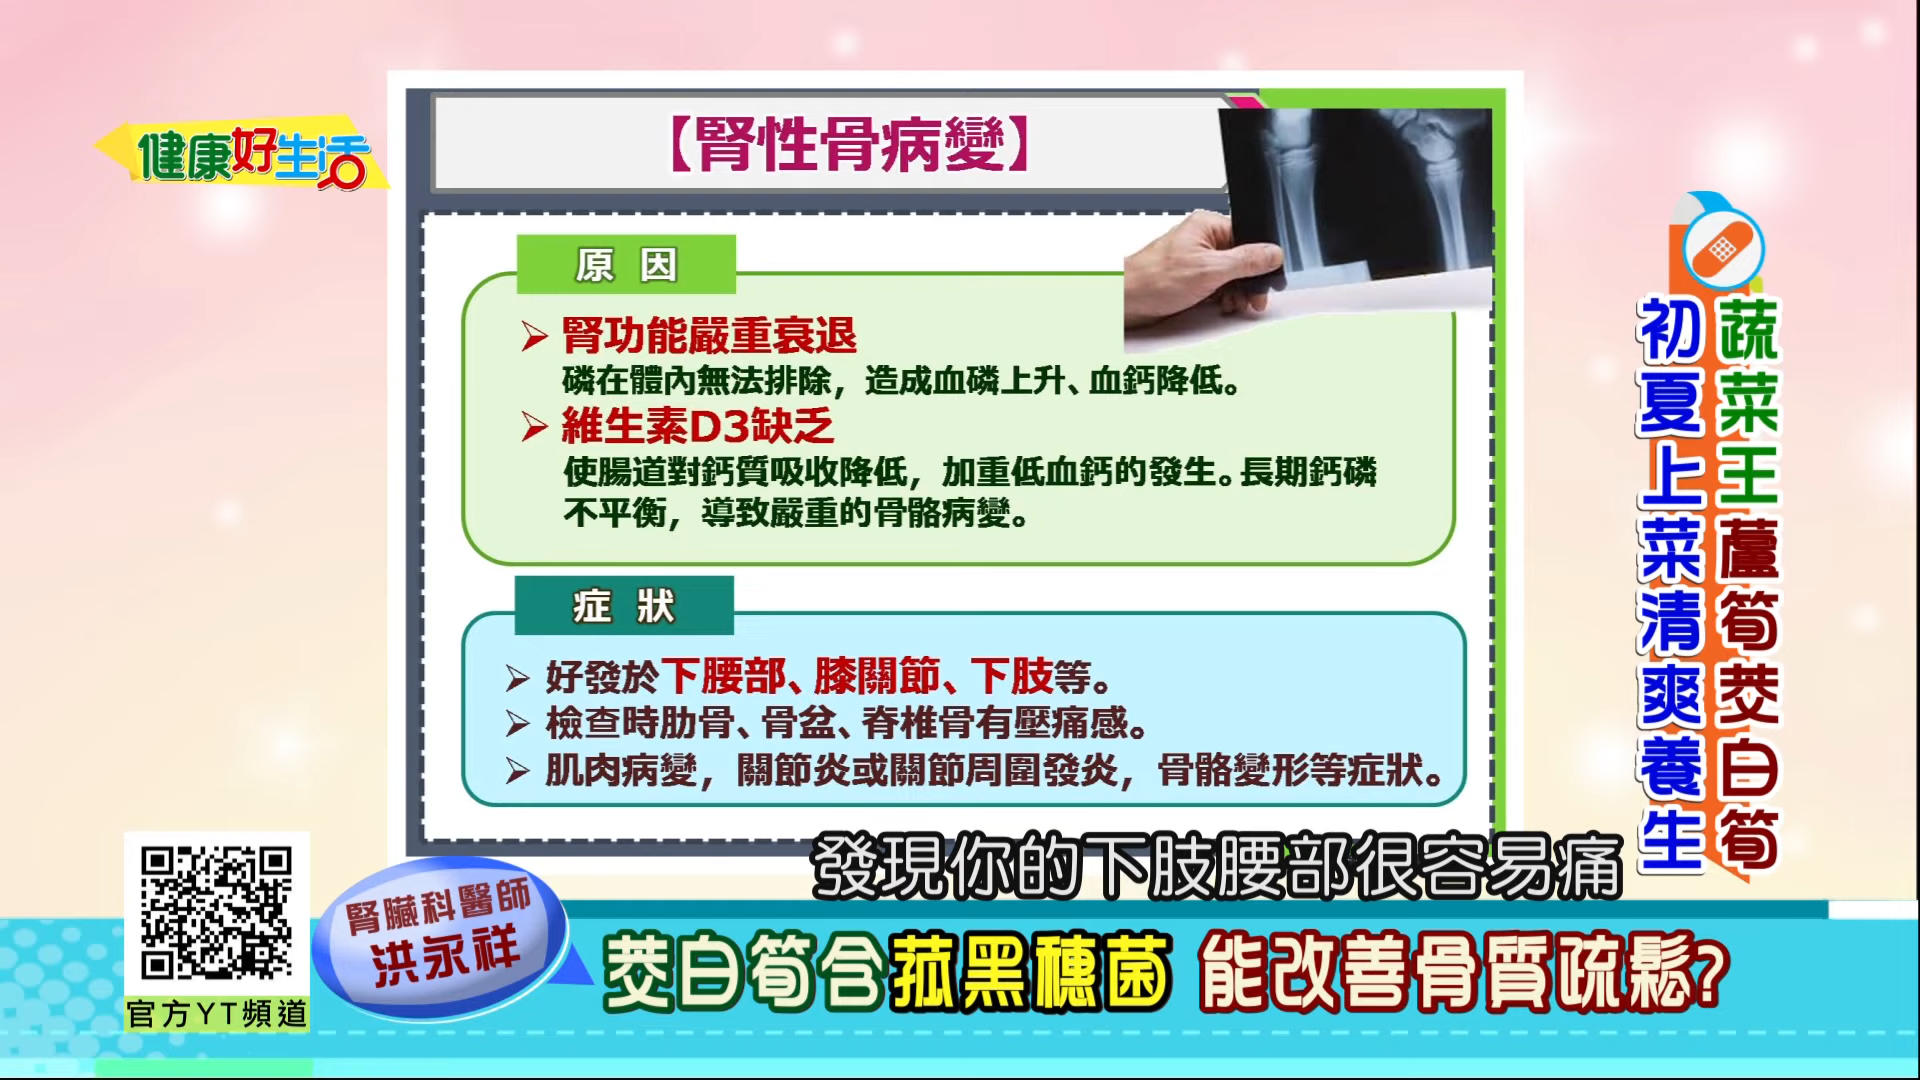 健康好生活
【腎性骨病變】
原因
腎功能嚴重衰退
磷在體內無法排除，造成血磷上升、血鈣降低。
維生素D3缺乏
使腸道對鈣質吸收降低，加重低血鈣的發生。長期鈣磷
不平衡，導致嚴重的骨骼病變。
症狀
好發於下腰部、膝關節、下肢等。
檢查時肋骨、骨盆、脊椎骨有壓痛感。
肌肉病變，關節炎或關節周圍發炎，骨骼變形等症狀。
蔬菜王蘆筍茭白筍
初夏上菜清爽養生
發現你的下肢腰部很容易痛
腎臟科醫師
洪永祥
茭白筍含菰黑穗菌 能改善骨質疏鬆?
官方YT頻道